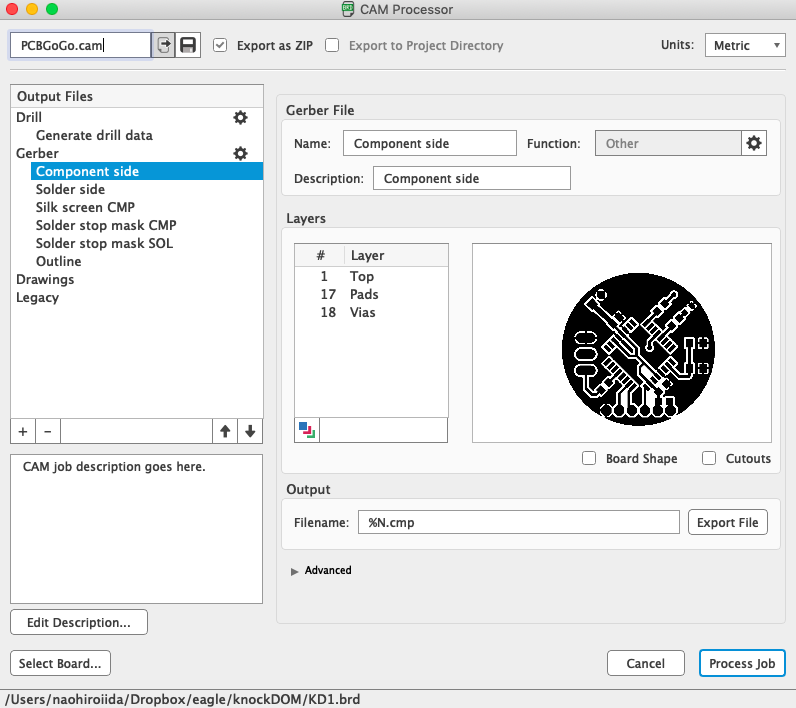 CAM Processor
PCBGoGo.cam
Export as ZIP
Export to Project Directory
Units:
Metric
Output Files
Drill
Generate drill data
Gerber
Component side
Solder side
Silk screen CMP
Solder stop mask CMP
Solder stop mask SOL
Outline
Drawings
Legacy
+
−
CAM job description goes here.
Edit Description...
Select Board...
Gerber File
Name: Component side Function: Other
Description: Component side
Layers
# Layer
1 Top
17 Pads
18 Vias
Board Shape Cutouts
Output
Filename: %N.cmp Export File
Advanced
Cancel Process Job
/Users/naohiroiida/Dropbox/eagle/knockDOM/KD1.brd